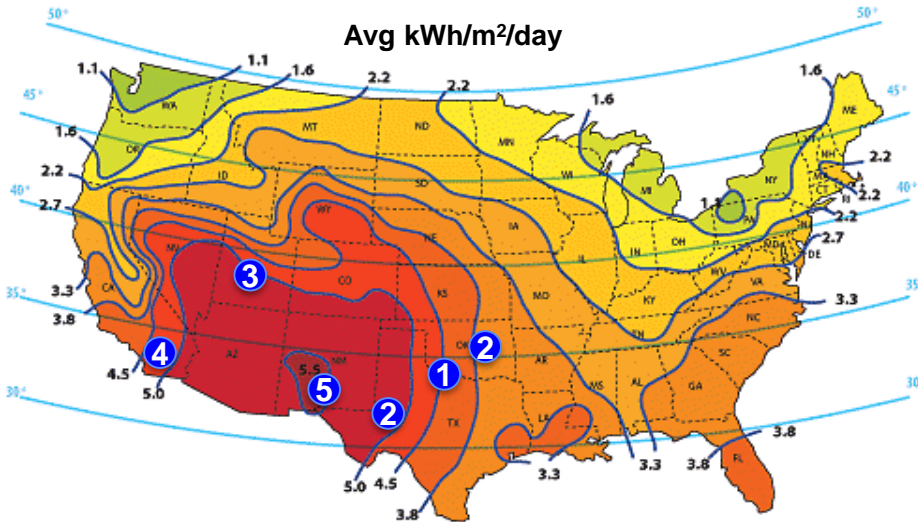 Avg kWh/m²/day
50°
50°
1.1
1.1
1.6
2.2
2.2
1.6
1.6
45°
45°
WA
MT
ND
MN
ME
1.6
OR
ID
SD
WI
MI
NY
VT
NH
2.2
2.2
40°
40°
CT
RI
2.7
WY
IA
1.1
PA
2.2
NV
NE
IL
IN
OH
NJ
2.7
MD
DE
3
CO
KS
MO
WV
VA
3.3
CA
KY
3.3
35°
3.8
NC
TN
4
AZ
NM
OK
2
AR
SC
4.5
5.0
5.5
1
MS
AL
GA
30°
30
5
2
TX
LA
3.8
5.0
4.5
3.3
3.3
3.8
FL
3.8